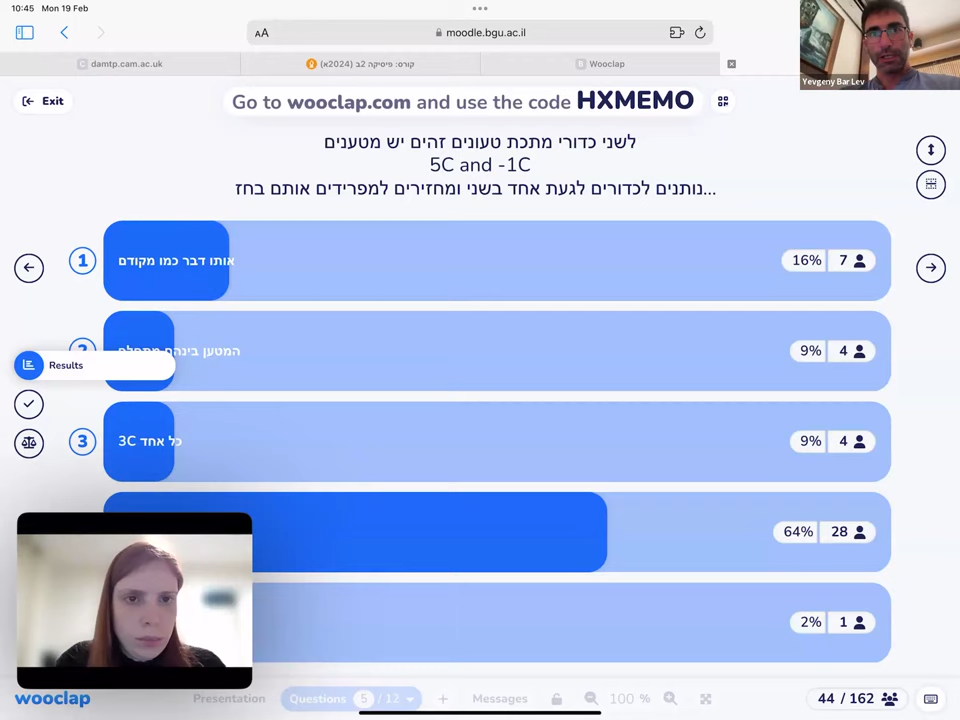 10:45 Mon 19 Feb
AA
moodle.bgu.ac.il
C damtp.cam.ac.uk
קורס: פיסיקה 2ב (2024א)
B Wooclap
Yevgeny Bar Lev
Exit
Go to wooclap.com and use the code HXMEMO
לשני כדורי מתכת טעונים זהים יש מטענים
5C and -1C
נותנים לכדורים לגעת אחד בשני ומחזירים למפרידים אותם בחז...
1
אותו דבר כמו מקודם
16% 7
המטען בינהם
9% 4
Results
3
כל אחד 3C
9% 4
64% 28
2% 1
wooclap
Presentation
Questions 5 / 12
+
Messages
100 %
44 / 162